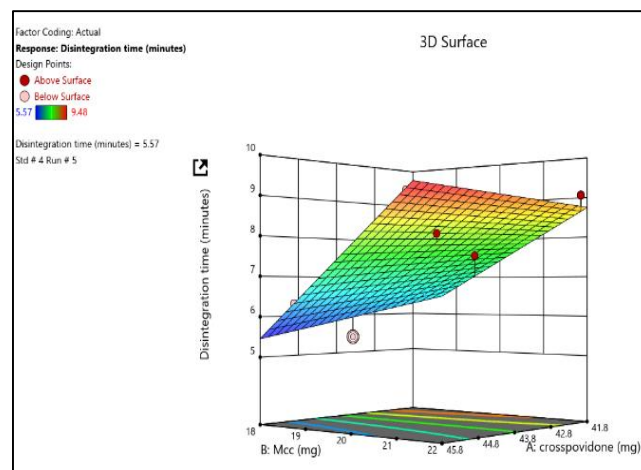 Factor Coding: Actual
Response: Disintegration time (minutes)
Design Points:
Above Surface
Below Surface
5.57 9.48
Disintegration time (minutes) = 5.57
Std # 4 Run # 5
3D Surface
Disintegration time (minutes)
10
9
8
7
6
5
18
19
20
21
22
B: Mcc (mg)
45.8
44.8
43.8
42.8
41.8
A: crosspovidone (mg)